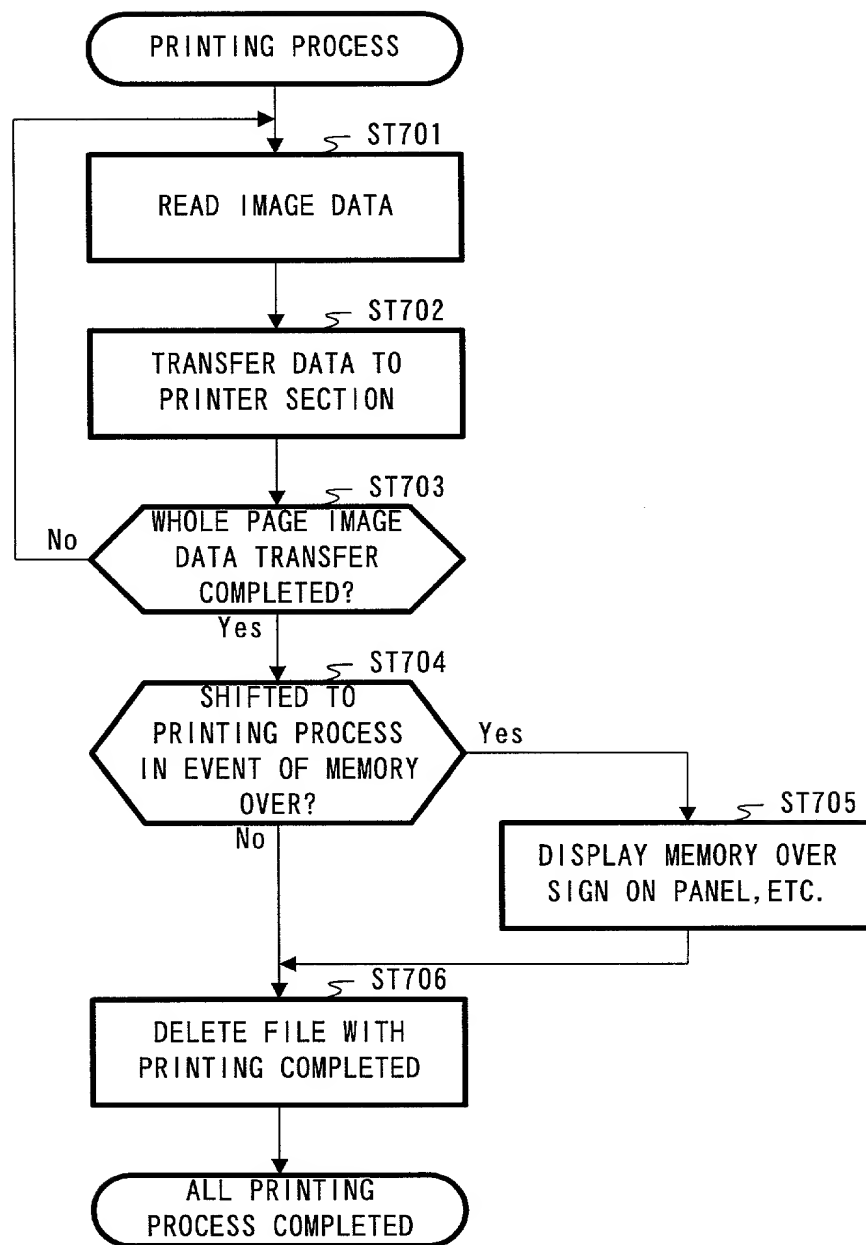 PRINTING PROCESS
ST701
READ IMAGE DATA
ST702
TRANSFER DATA TO
PRINTER SECTION
ST703
WHOLE PAGE IMAGE
DATA TRANSFER
COMPLETED?
No
Yes
ST704
SHIFTED TO
PRINTING PROCESS
IN EVENT OF MEMORY
OVER?
Yes
No
ST705
DISPLAY MEMORY OVER
SIGN ON PANEL,ETC.
ST706
DELETE FILE WITH
PRINTING COMPLETED
ALL PRINTING
PROCESS COMPLETED